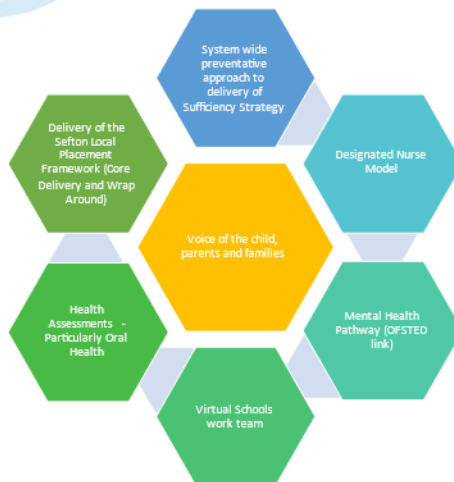 System wide
preventative
approach to
delivery of
Sufficiency Strategy
Delivery of the
Sefton Local
Placement
Framework (Core
Delivery and Wrap
Around)
Designated Nurse
Model
Voice of the child,
parents and families
Health
Assessments -
Particularly Oral
Health
Mental Health
Pathway (OFSTED
link)
Virtual Schools
work team